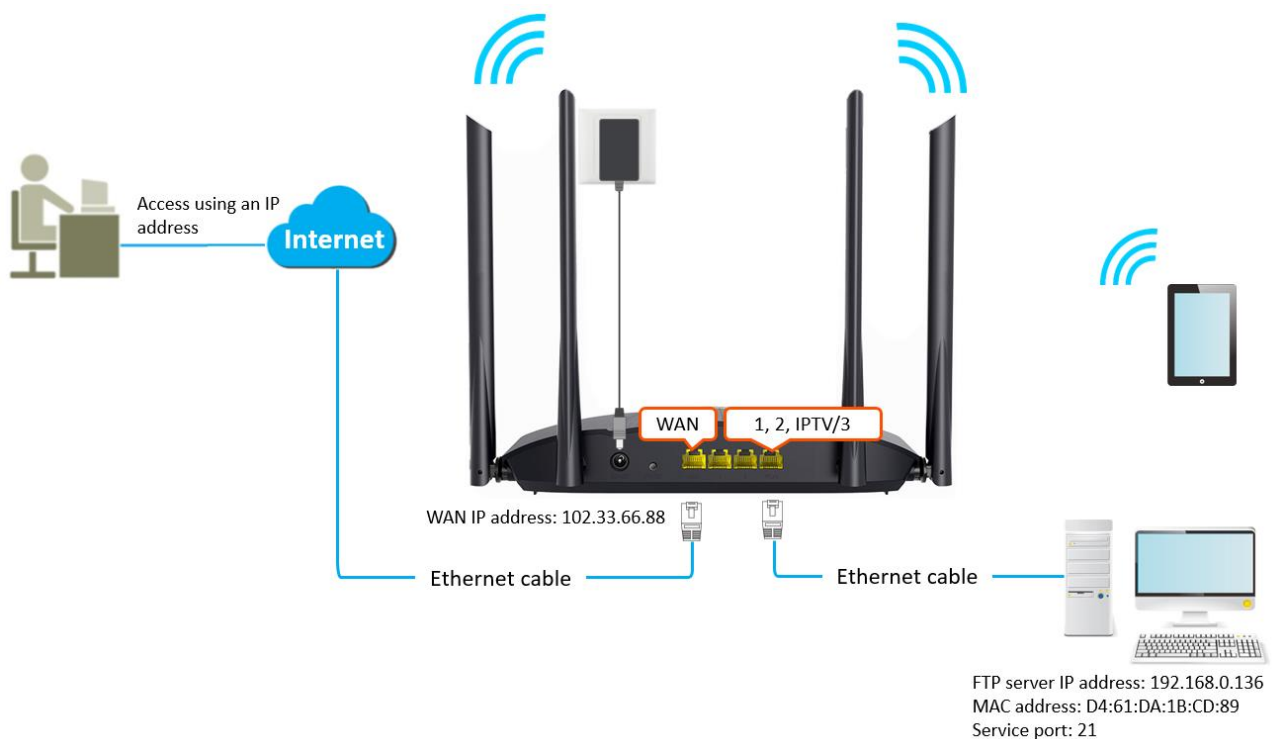 Access using an IP
address
Internet
WAN
1, 2, IPTV/3
WAN IP address: 102.33.66.88
Ethernet cable
Ethernet cable
FTP server IP address: 192.168.0.136
MAC address: D4:61:DA:1B:CD:89
Service port: 21